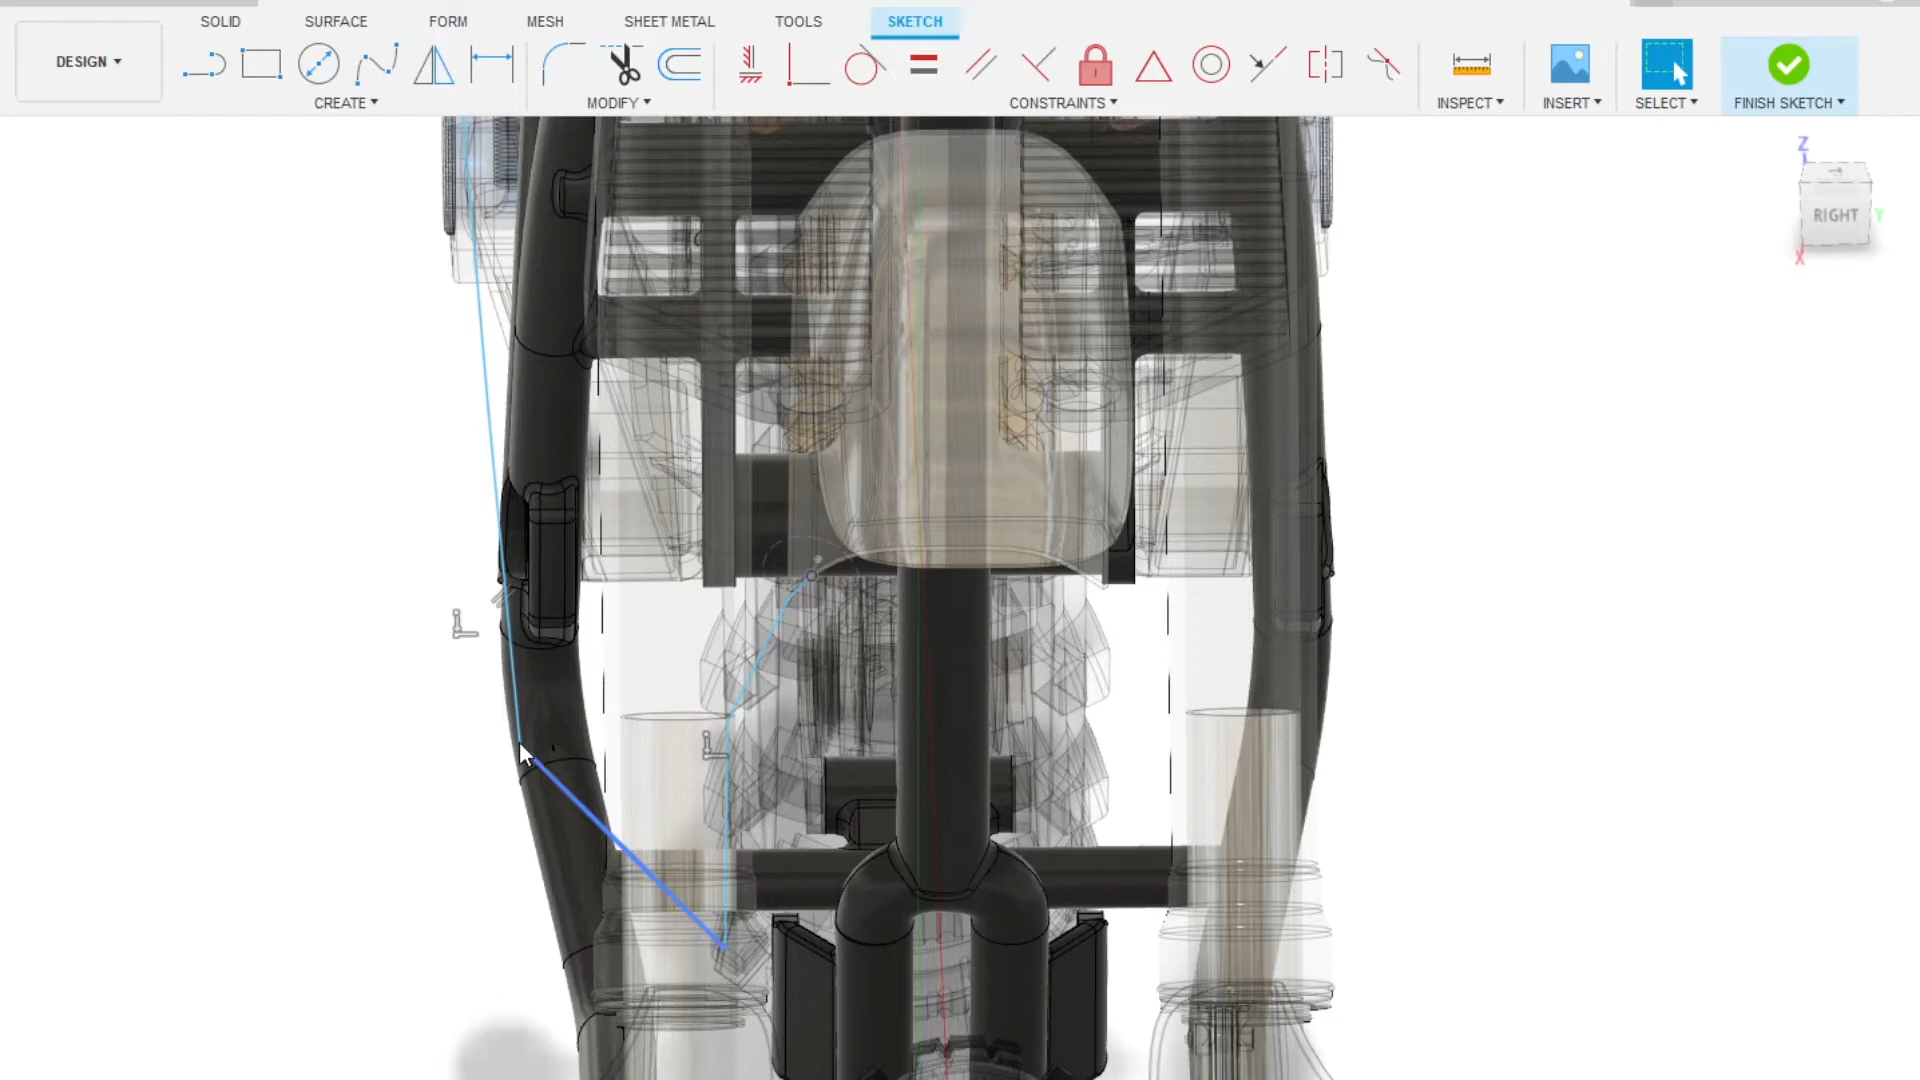 SOLID SURFACE FORM MESH SHEET METAL TOOLS SKETCH
DESIGN ▾
CREATE ▾ MODIFY ▾ CONSTRAINTS ▾ INSPECT ▾ INSERT ▾ SELECT ▾ FINISH SKETCH ▾
Z
RIGHT Y
X